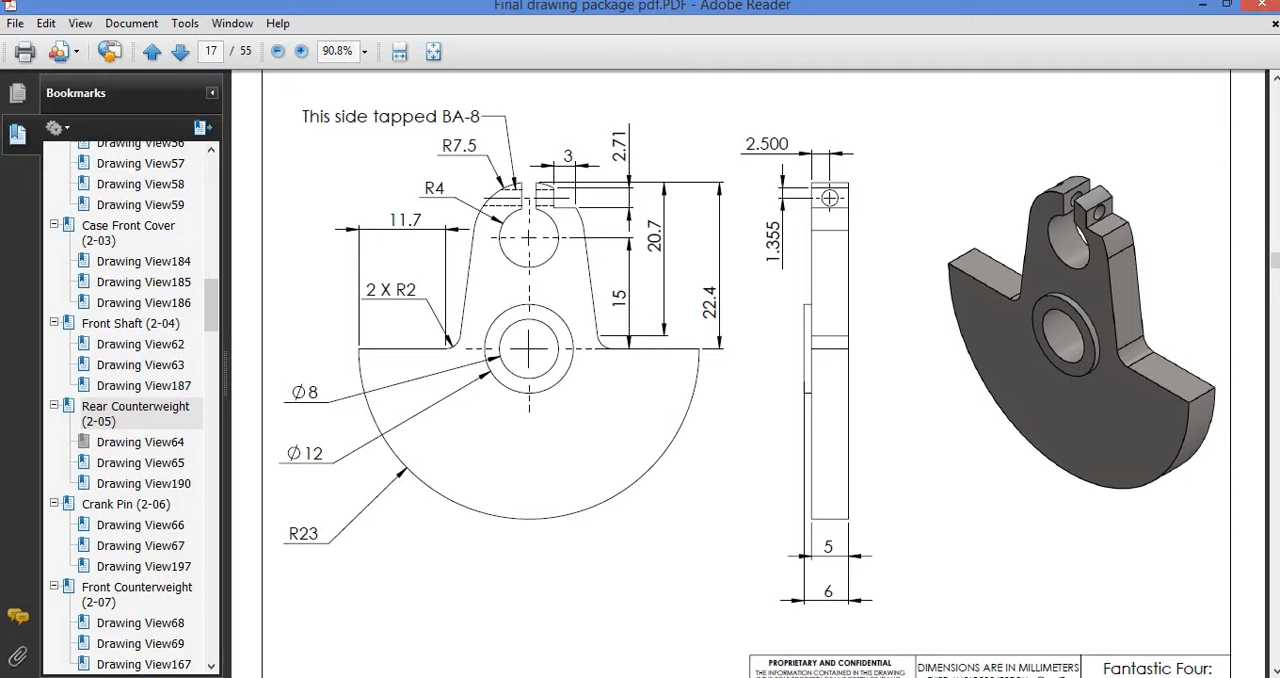 Final drawing package pdf.PDF - Adobe Reader
File Edit View Document Tools Window Help
17 / 55 90.8%
Bookmarks
Drawing View56
Drawing View57
Drawing View58
Drawing View59
Case Front Cover
(2-03)
Drawing View184
Drawing View185
Drawing View186
Front Shaft (2-04)
Drawing View62
Drawing View63
Drawing View187
Rear Counterweight
(2-05)
Drawing View64
Drawing View65
Drawing View190
Crank Pin (2-06)
Drawing View66
Drawing View67
Drawing View197
Front Counterweight
(2-07)
Drawing View68
Drawing View69
Drawing View167
This side tapped BA-8
R7.5
3
2.71
R4
11.7
20.7
2 X R2
15
22.4
Ø8
Ø12
R23
2.500
1.355
5
6
PROPRIETARY AND CONFIDENTIAL
THE INFORMATION CONTAINED IN THIS DRAWING
DIMENSIONS ARE IN MILLIMETERS
Fantastic Four: